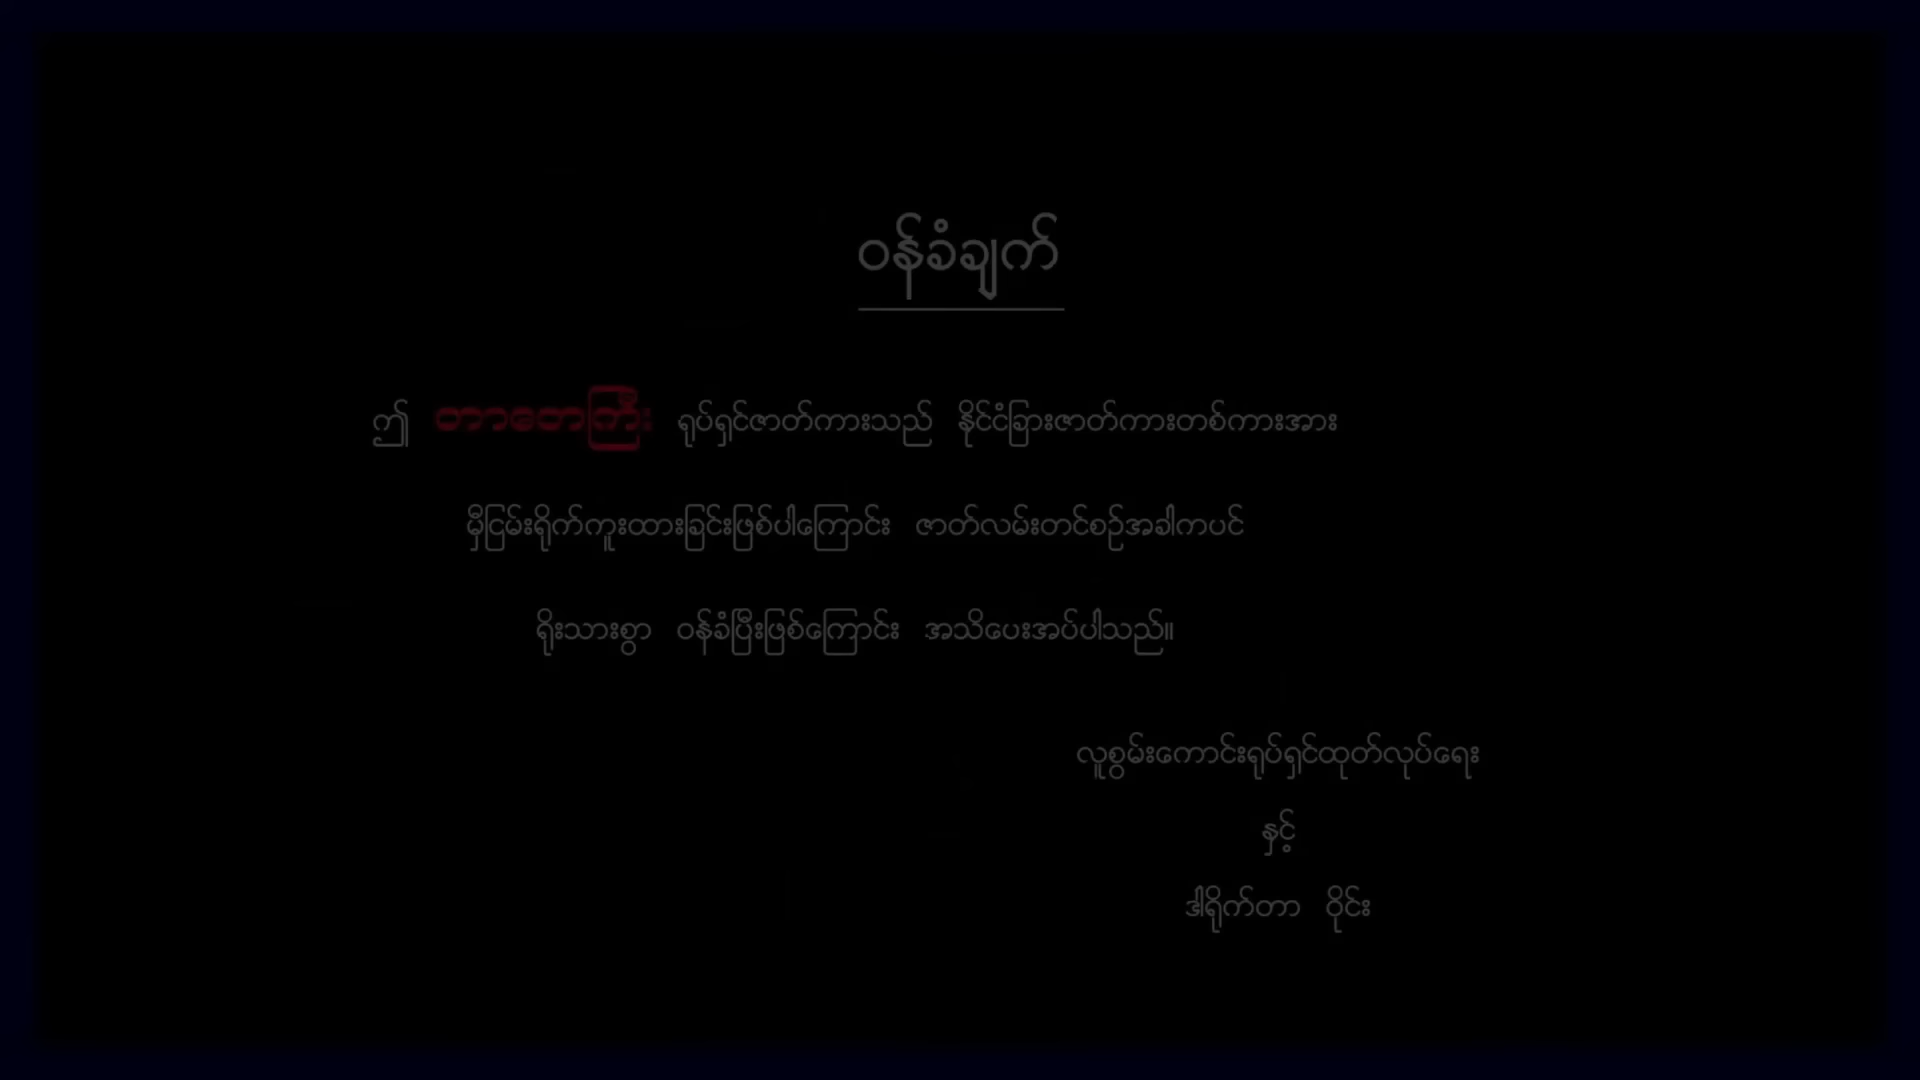 ဝန်ခံချက်
ဤ တာတေကြီး ရုပ်ရှင်ဇာတ်ကားသည် နိုင်ငံခြားဇာတ်ကားတစ်ကားအား
မှီငြမ်းရိုက်ကူးထားခြင်းဖြစ်ပါကြောင်း ဇာတ်လမ်းတင်စဉ်အခါကပင်
ရိုးသားစွာ ဝန်ခံပြီးဖြစ်ကြောင်း အသိပေးအပ်ပါသည်။
လူစွမ်းကောင်းရုပ်ရှင်ထုတ်လုပ်ရေး
နှင့်
ဒါရိုက်တာ ဝိုင်း